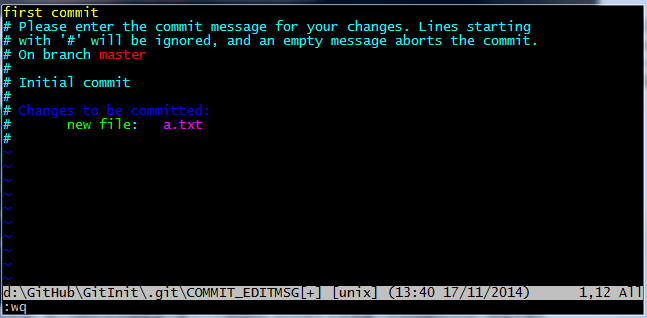 first commit
# Please enter the commit message for your changes. Lines starting
# with '#' will be ignored, and an empty message aborts the commit.
# On branch master
#
# Initial commit
#
# Changes to be committed:
#       new file:   a.txt
#
~
~
~
~
~
~
~
~
~
~
d:\GitHub\GitInit\.git\COMMIT_EDITMSG[+] [unix] (13:40 17/11/2014)      1,12 All
:wq